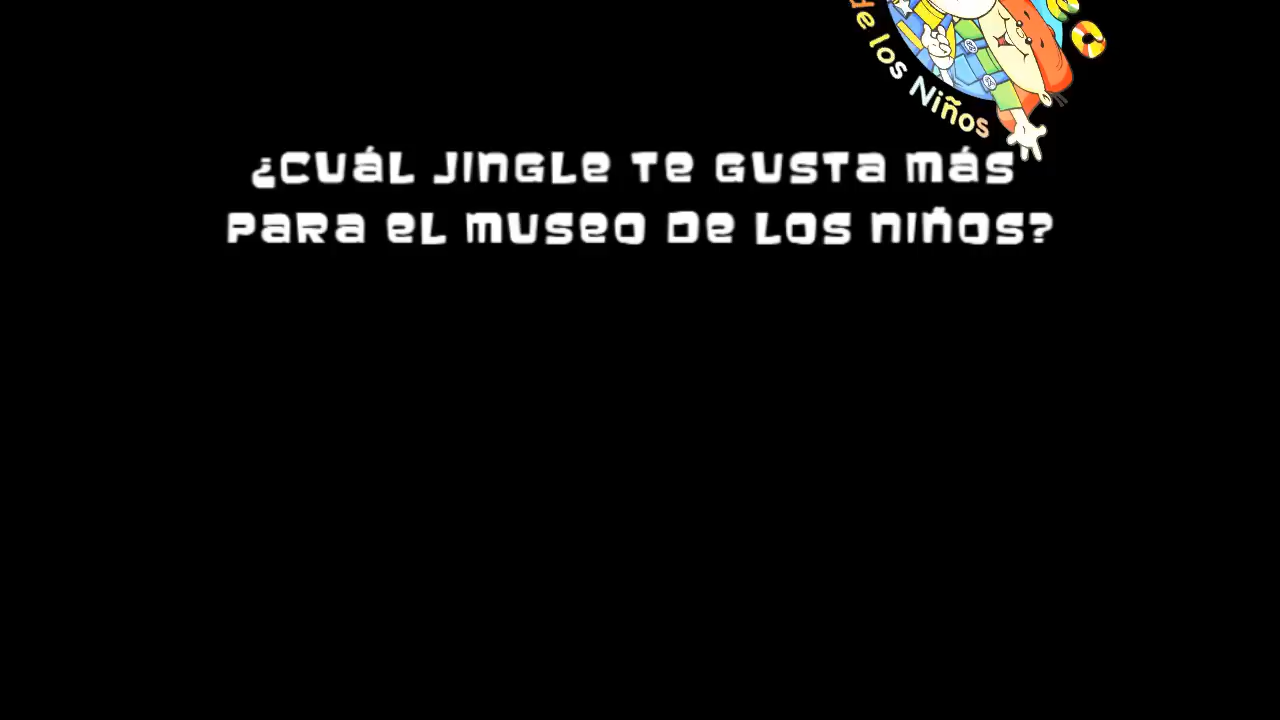 de los Niños
¿CUÁL JINGLE TE GUSTA MÁS
PARA EL MUSEO DE LOS NIÑOS?